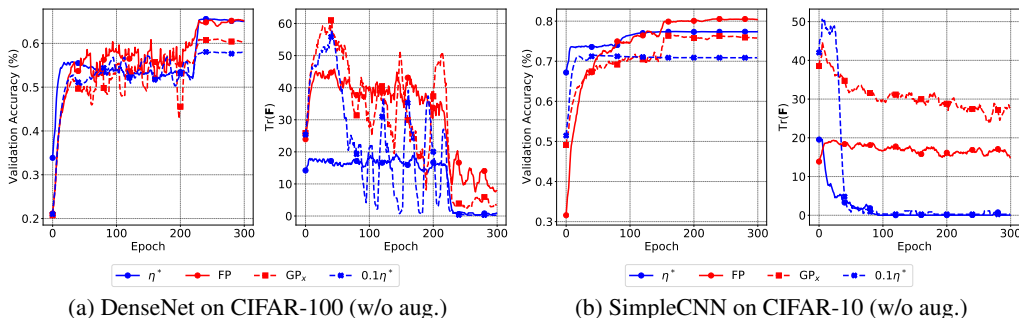 Validation Accuracy (%)
0.6
0.5
0.4
0.3
0.2
0 100 200 300
Epoch
Tr(F)
60
50
40
30
20
10
0
0 100 200 300
Epoch
η* FP GPₓ 0.1η*
(a) DenseNet on CIFAR-100 (w/o aug.)
Validation Accuracy (%)
0.8
0.7
0.6
0.5
0.4
0.3
0 100 200 300
Epoch
Tr(F)
50
40
30
20
10
0
0 100 200 300
Epoch
η* FP GPₓ 0.1η*
(b) SimpleCNN on CIFAR-10 (w/o aug.)